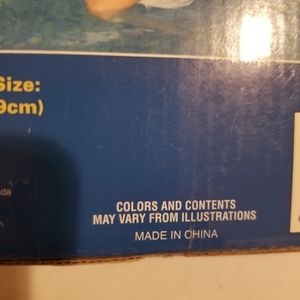 Size:
9cm)
COLORS AND CONTENTS
MAY VARY FROM ILLUSTRATIONS
MADE IN CHINA